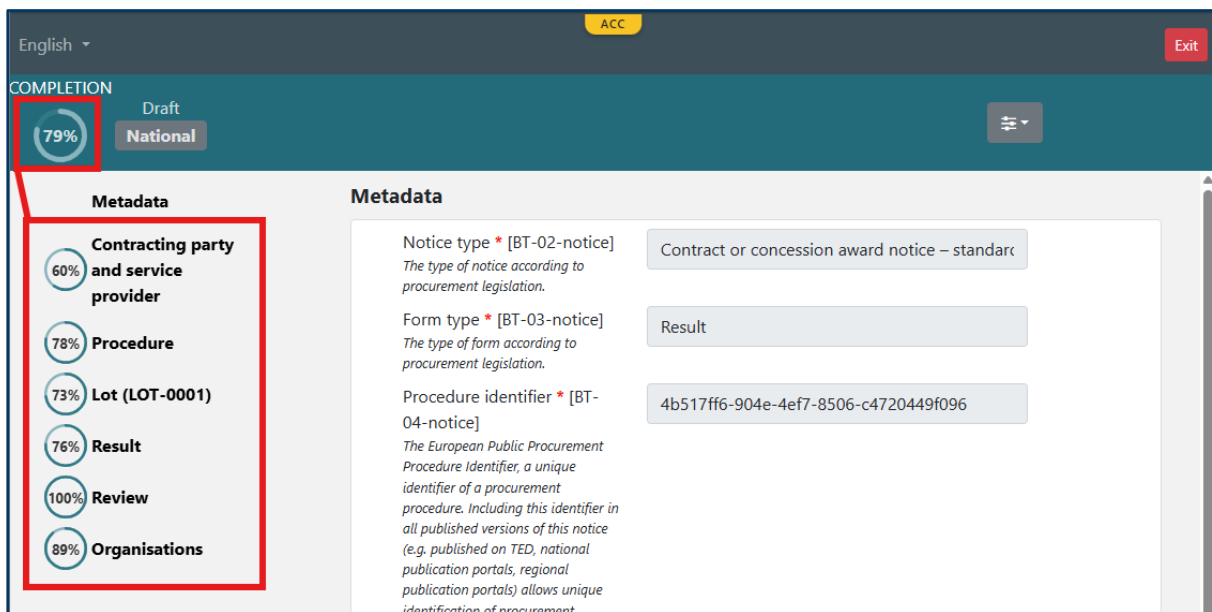 ACC
English
Exit
COMPLETION
79%
Draft
National
Metadata
60%
Contracting party
and service
provider
78%
Procedure
73%
Lot (LOT-0001)
76%
Result
100%
Review
89%
Organisations
Metadata
Notice type * [BT-02-notice]
The type of notice according to
procurement legislation.
Contract or concession award notice – standard
Form type * [BT-03-notice]
The type of form according to
procurement legislation.
Result
Procedure identifier * [BT-
04-notice]
The European Public Procurement
Procedure Identifier, a unique
identifier of a procurement
procedure. Including this identifier in
all published versions of this notice
(e.g. published on TED, national
publication portals, regional
publication portals) allows unique
identification of procurement
4b517ff6-904e-4ef7-8506-c4720449f096